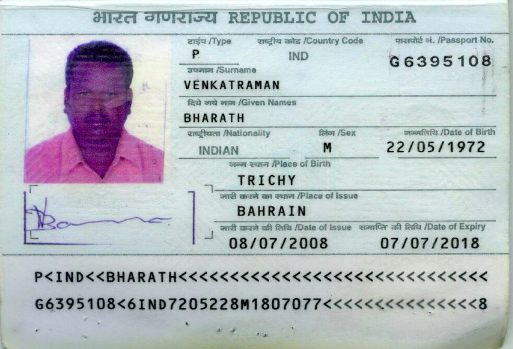 भारत गणराज्य REPUBLIC OF INDIA
टाईप /Type राष्ट्रीय कोड /Country Code पासपोर्ट नं. /Passport No.
P IND G6395108
उपनाम /Surname
VENKATRAMAN
दिये गये नाम /Given Names
BHARATH
राष्ट्रीयता /Nationality लिंग /Sex जन्मतिथि /Date of Birth
INDIAN M 22/05/1972
जन्म स्थान /Place of Birth
TRICHY
जारी करने का स्थान /Place of Issue
BAHRAIN
जारी करने की तिथि /Date of Issue समाप्ति की तिथि /Date of Expiry
08/07/2008 07/07/2018
P<IND<<BHARATH<<<<<<<<<<<<<<<<<<<<<<<<<<<<<<
G6395108<6IND7205228M1807077<<<<<<<<<<<<<<<8